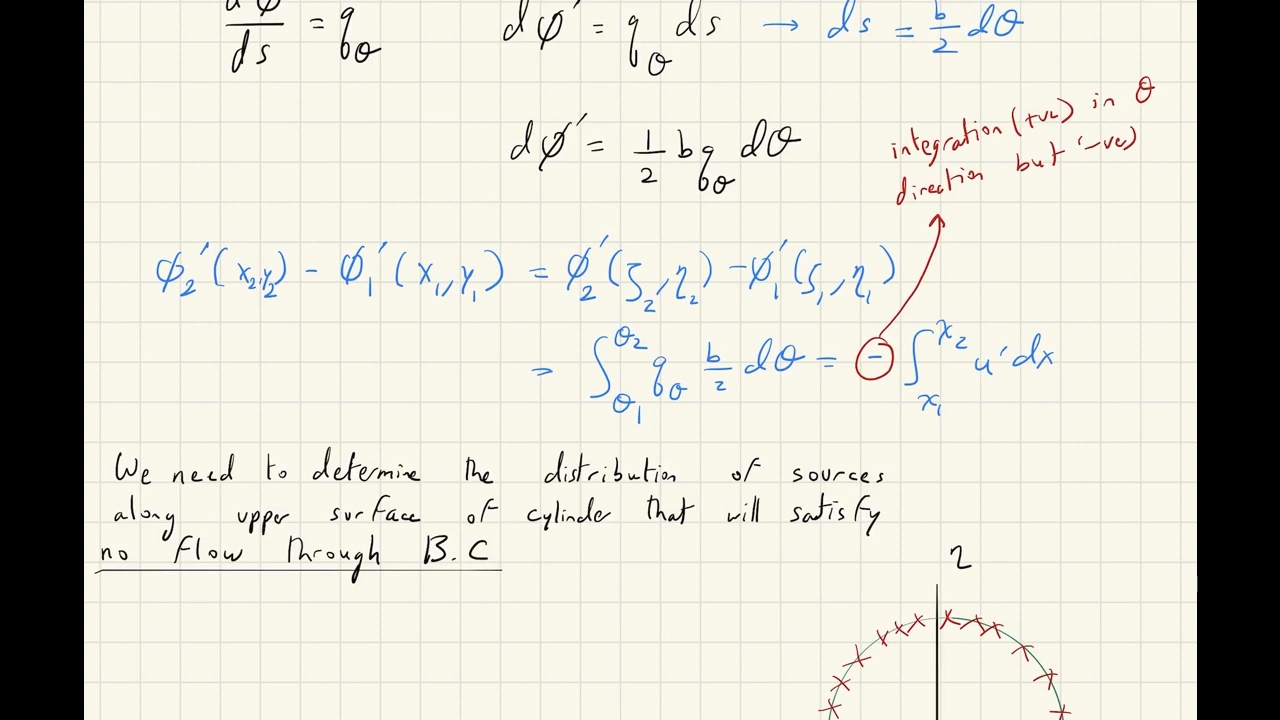 dφ'/ds = q_θ    dφ' = q_θ ds → ds = b/2 dθ
dφ' = 1/2 b q_θ dθ
integration (+ve) in θ
direction but '-ve)
φ₂'(x₂,y₂) - φ₁'(x₁,y₁) = φ₂'(ζ₂,η₂) - φ₁'(ζ₁,η₁)
= ∫_θ₁^θ₂ q_θ b/2 dθ = - ∫_x₁^x₂ u' dx
We need to determine the distribution of sources
along upper surface of cylinder that will satisfy
no flow through B.C
η